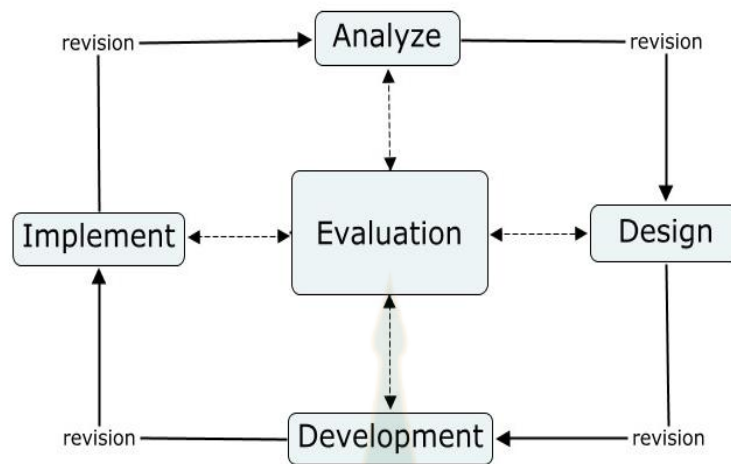 revision
Analyze
revision
Implement
Evaluation
Design
revision
Development
revision